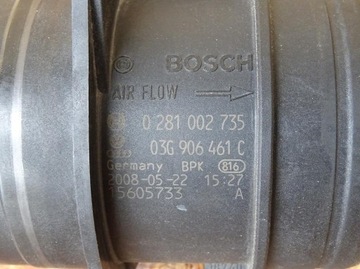 BOSCH
AIR FLOW
0 281 002 735
03G 906 461 C
Germany BPK 816
2008-05-22 15:27
15605733 A